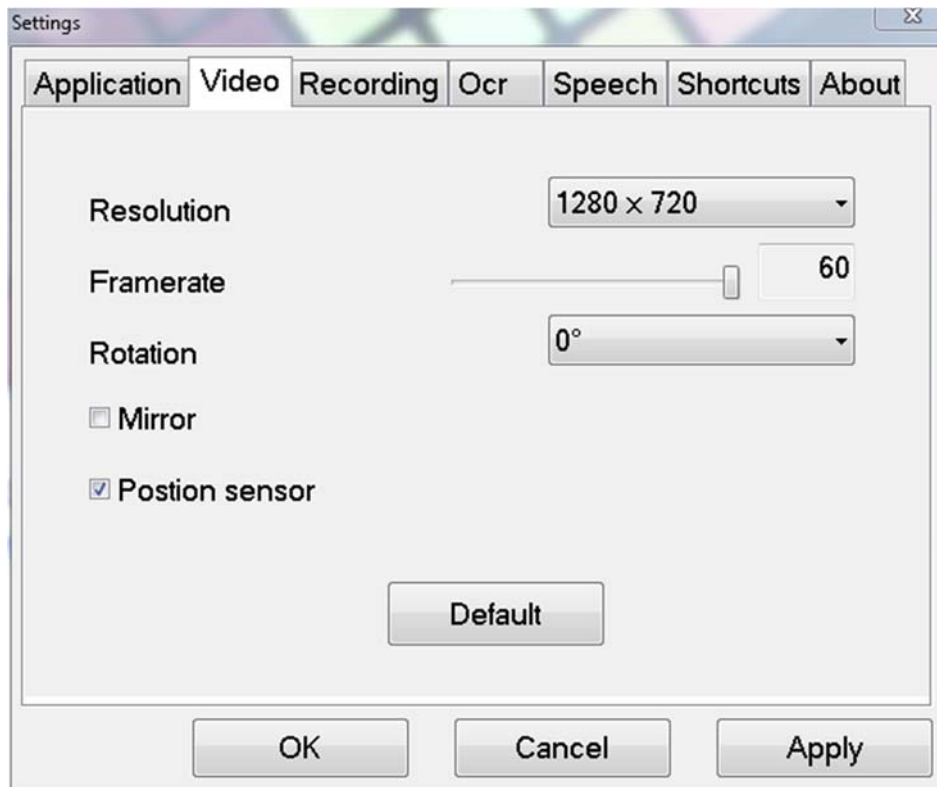 Settings
Application Video Recording Ocr Speech Shortcuts About
Resolution 1280 × 720
Framerate 60
Rotation 0°
Mirror
Postion sensor
Default
OK Cancel Apply